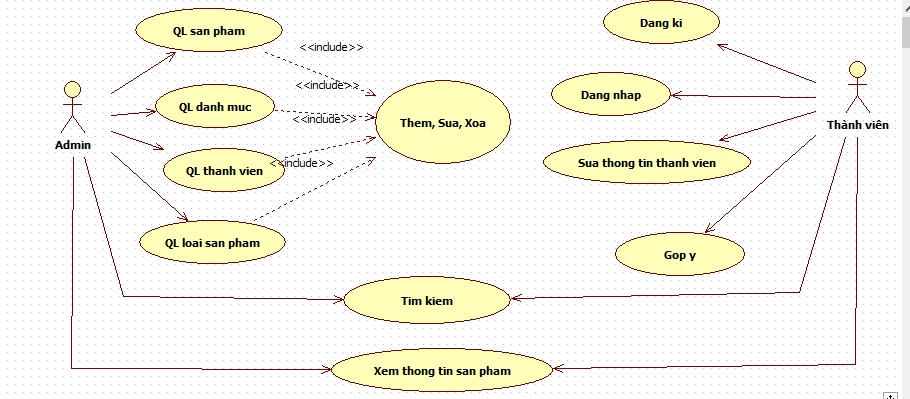 QL san pham
Dang ki
<<include>>
<<include>>
QL danh muc
Dang nhap
<<include>>
Them, Sua, Xoa
Thành viên
Admin
<<include>>
QL thanh vien
Sua thong tin thanh vien
QL loai san pham
Gop y
Tim kiem
Xem thong tin san pham